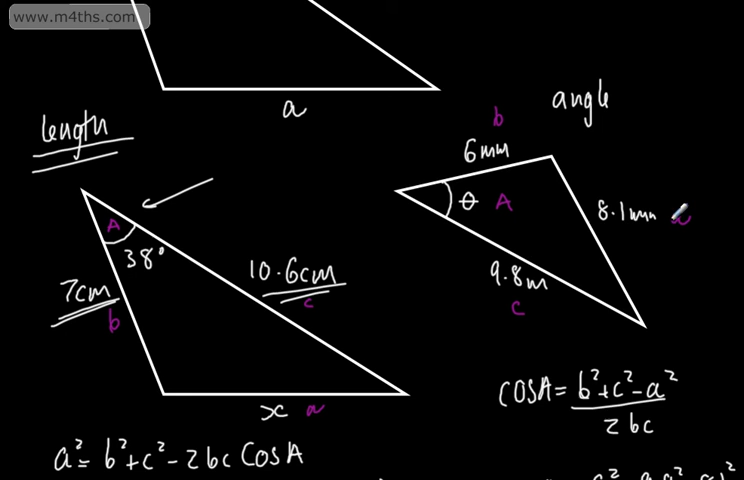 www.m4ths.com
a
length
angle
b
6mm
θ A
8.1mm a
9.8m
c
A
38°
7cm
b
10.6cm
c
x a
cosA = b²+c²-a²
2bc
a² = b²+c²-2bc CosA